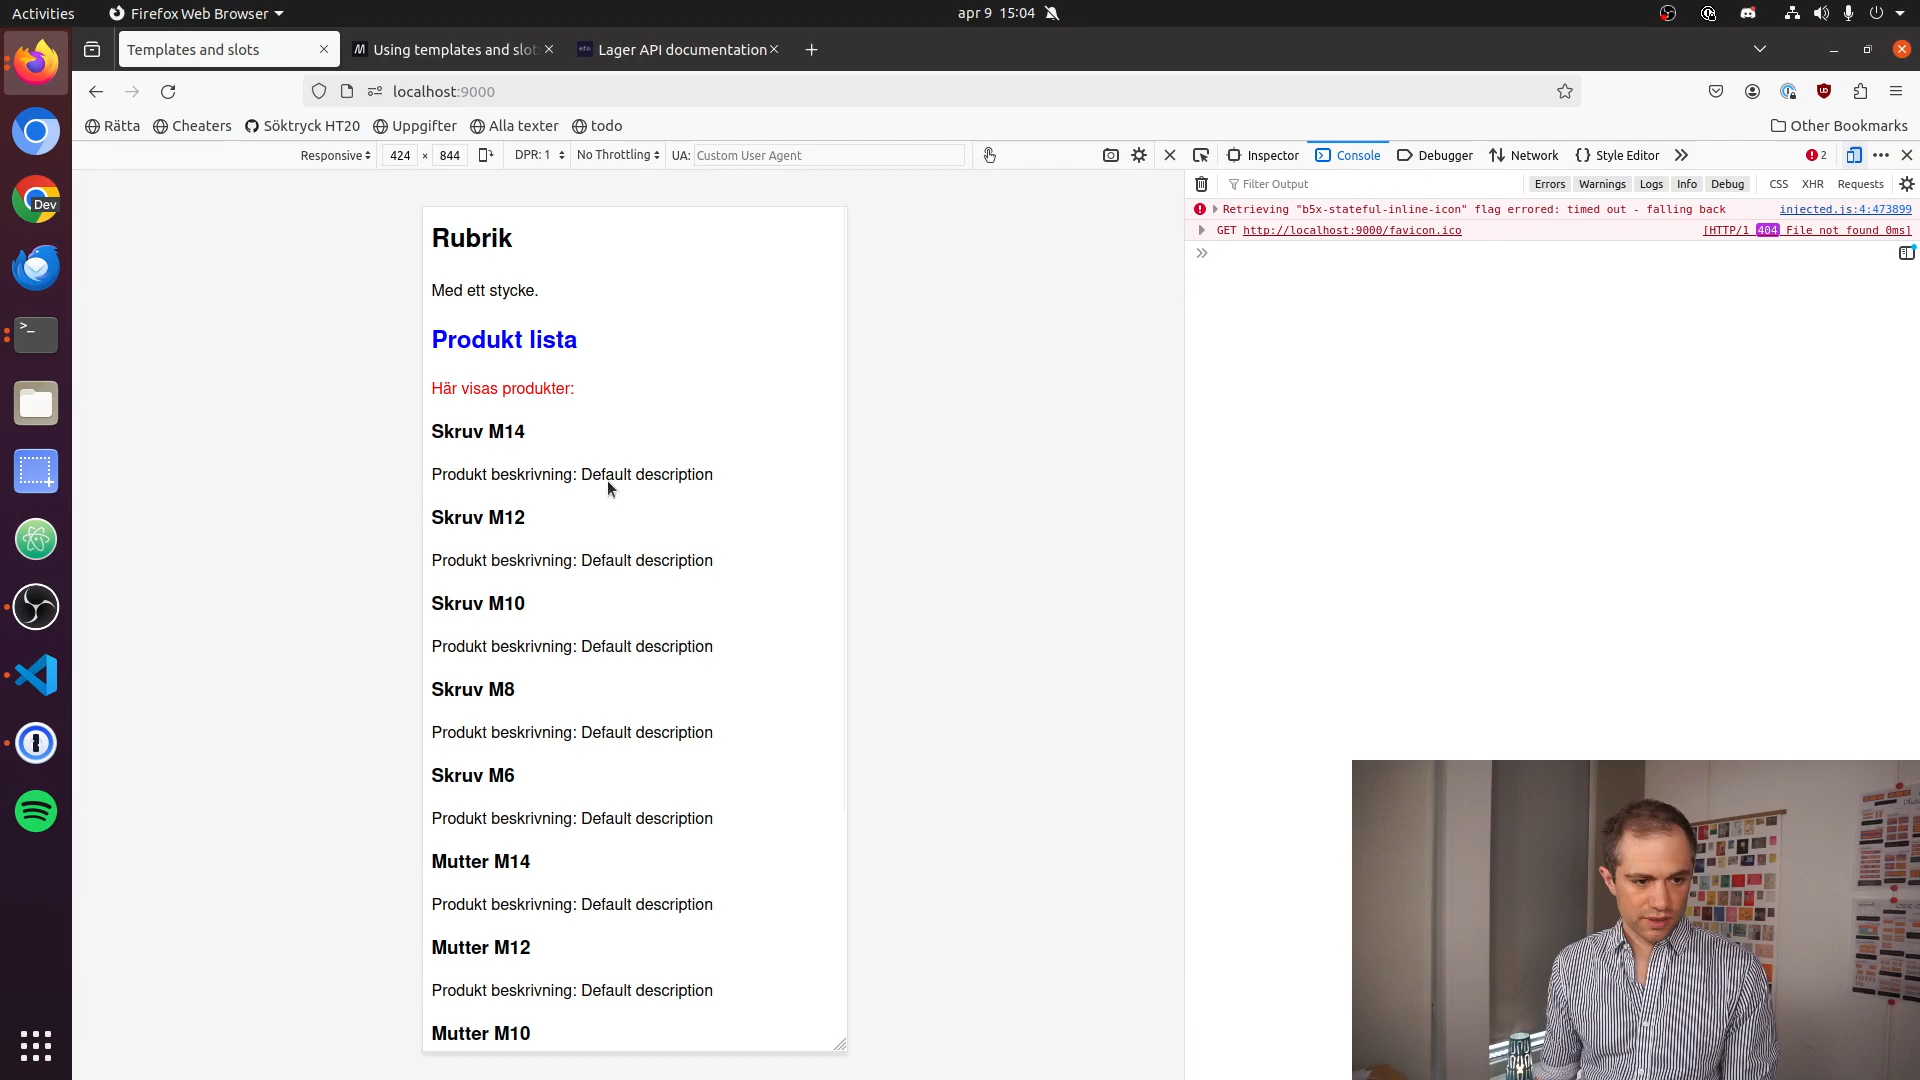 Activities
Firefox Web Browser
apr 9 15:04
Templates and slots
Using templates and slot
Lager API documentation
localhost:9000
Rätta
Cheaters
Söktryck HT20
Uppgifter
Alla texter
todo
Other Bookmarks
Responsive
424 × 844
DPR: 1
No Throttling
UA: Custom User Agent
Inspector
Console
Debugger
Network
Style Editor
2
Filter Output
Errors
Warnings
Logs
Info
Debug
CSS
XHR
Requests
Retrieving "b5x-stateful-inline-icon" flag errored: timed out - falling back
injected.js:4:473899
GET http://localhost:9000/favicon.ico
[HTTP/1 404 File not found 0ms]
Dev
Rubrik
Med ett stycke.
Produkt lista
Här visas produkter:
Skruv M14
Produkt beskrivning: Default description
Skruv M12
Produkt beskrivning: Default description
Skruv M10
Produkt beskrivning: Default description
Skruv M8
Produkt beskrivning: Default description
Skruv M6
Produkt beskrivning: Default description
Mutter M14
Produkt beskrivning: Default description
Mutter M12
Produkt beskrivning: Default description
Mutter M10